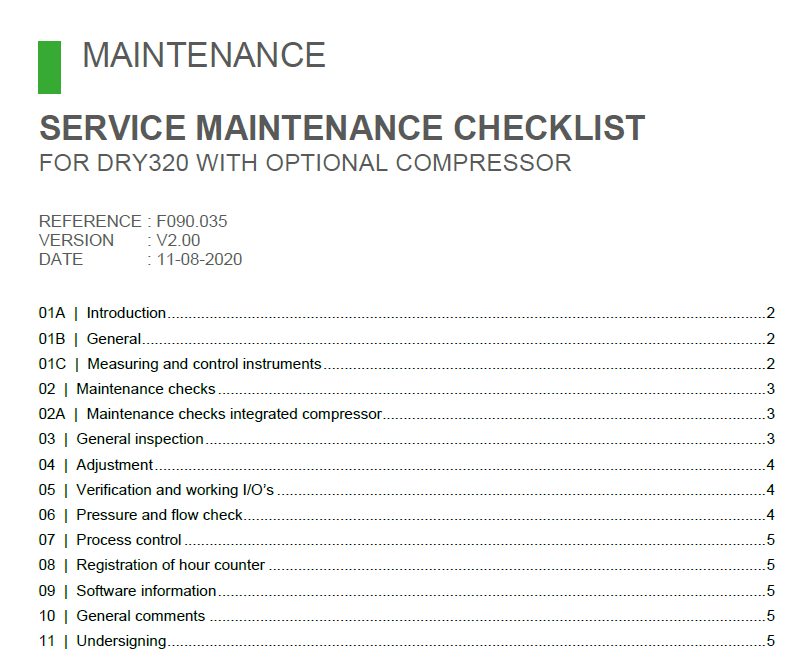 MAINTENANCE
SERVICE MAINTENANCE CHECKLIST
FOR DRY320 WITH OPTIONAL COMPRESSOR
REFERENCE : F090.035
VERSION : V2.00
DATE : 11-08-2020
01A | Introduction.....2
01B | General.....2
01C | Measuring and control instruments.....2
02 | Maintenance checks.....3
02A | Maintenance checks integrated compressor.....3
03 | General inspection.....3
04 | Adjustment.....4
05 | Verification and working I/O’s.....4
06 | Pressure and flow check.....4
07 | Process control.....5
08 | Registration of hour counter.....5
09 | Software information.....5
10 | General comments.....5
11 | Undersigning.....5